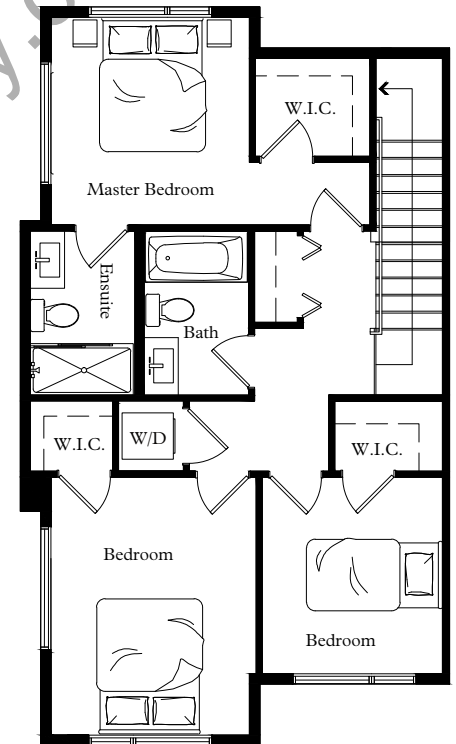 W.I.C.
Master Bedroom
Ensuite
Bath
W.I.C.
W/D
W.I.C.
Bedroom
Bedroom